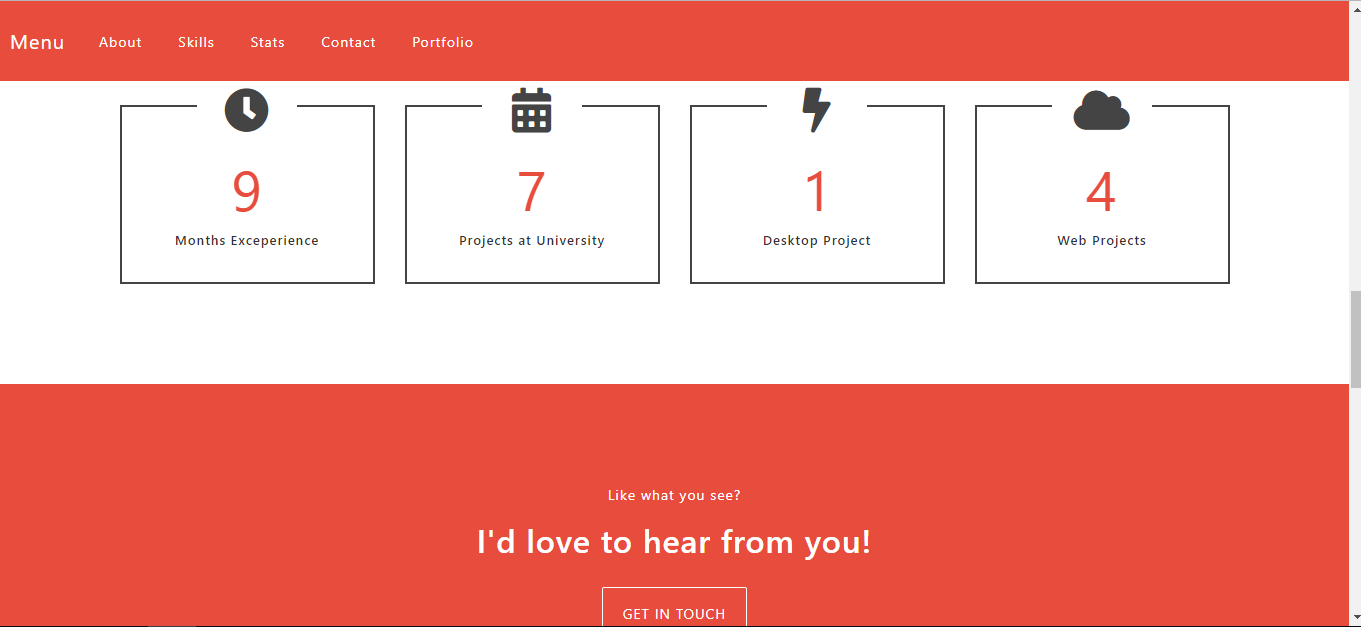 Menu About Skills Stats Contact Portfolio
9 7 1 4
Months Exceperience Projects at University Desktop Project Web Projects
Like what you see?
I'd love to hear from you!
GET IN TOUCH